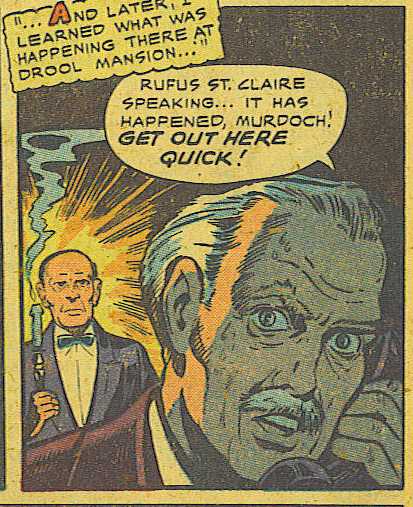 "... AND LATER, I
LEARNED WHAT WAS
HAPPENING THERE AT
DROOL MANSION..."
RUFUS ST. CLAIRE
SPEAKING... IT HAS
HAPPENED, MURDOCH!
GET OUT HERE
QUICK!